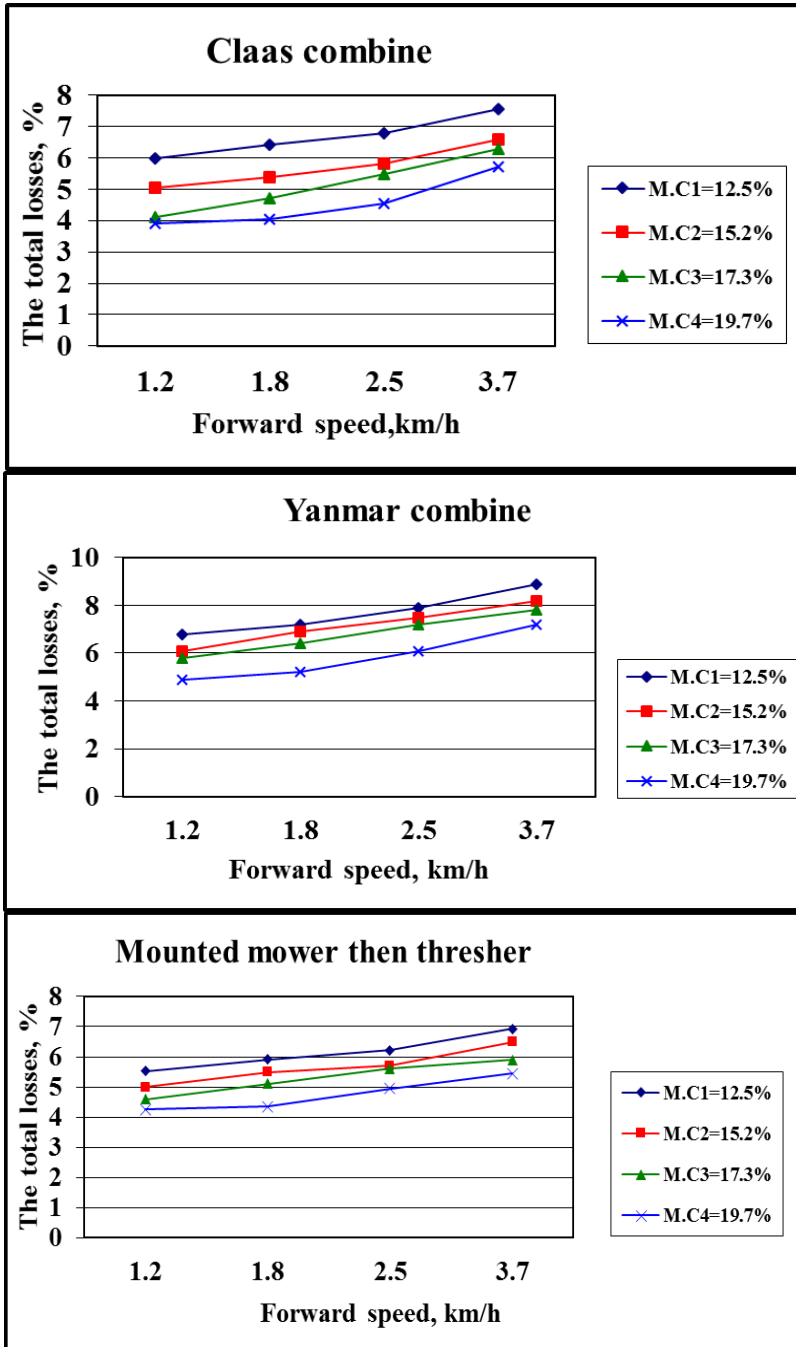 Claas combine
The total losses, %
8
7
6
5
4
3
2
1
0
1.2 1.8 2.5 3.7
Forward speed,km/h
M.C1=12.5%
M.C2=15.2%
M.C3=17.3%
M.C4=19.7%
Yanmar combine
The total losses, %
10
8
6
4
2
0
1.2 1.8 2.5 3.7
Forward speed, km/h
M.C1=12.5%
M.C2=15.2%
M.C3=17.3%
M.C4=19.7%
Mounted mower then thresher
The total losses, %
8
7
6
5
4
3
2
1
0
1.2 1.8 2.5 3.7
Forward speed, km/h
M.C1=12.5%
M.C2=15.2%
M.C3=17.3%
M.C4=19.7%